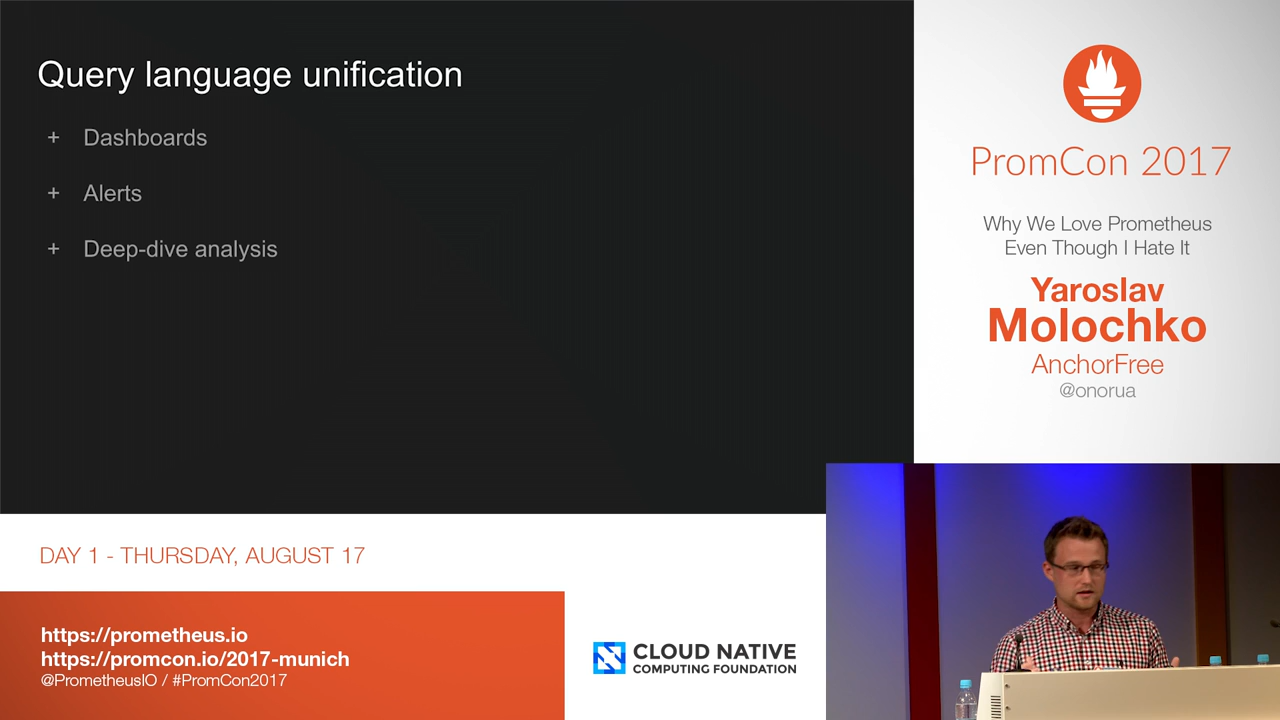 Query language unification
+ Dashboards
+ Alerts
+ Deep-dive analysis
PromCon 2017
Why We Love Prometheus
Even Though I Hate It
Yaroslav
Molochko
AnchorFree
@onorua
DAY 1 - THURSDAY, AUGUST 17
https://prometheus.io
https://promcon.io/2017-munich
@PrometheusIO / #PromCon2017
CLOUD NATIVE
COMPUTING FOUNDATION